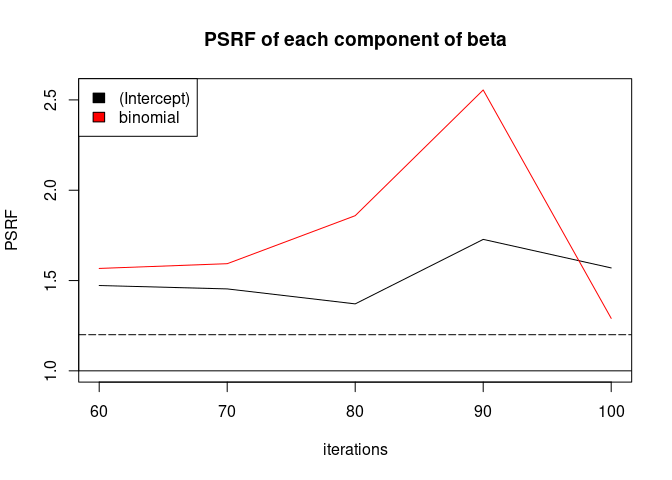 PSRF of each component of beta
(Intercept)
binomial
PSRF
2.5
2.0
1.5
1.0
60 70 80 90 100
iterations